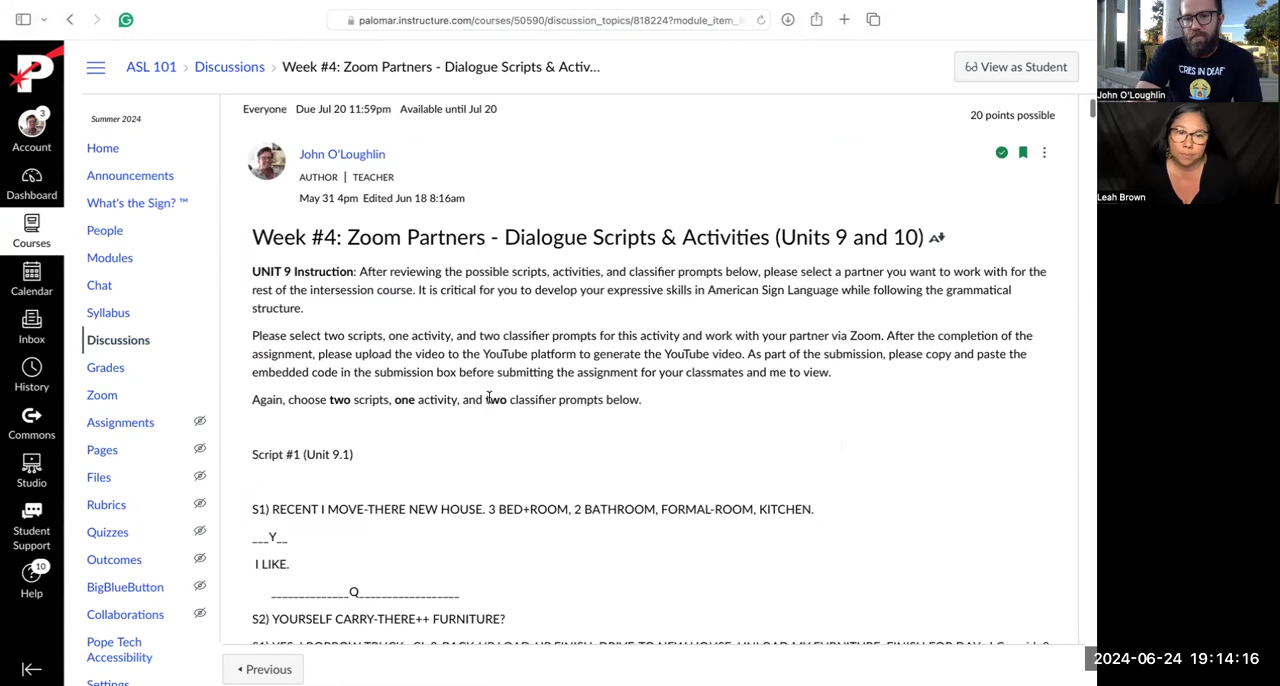 palomar.instructure.com/courses/50590/discussion_topics/818224?module_item_i
P
ASL 101 › Discussions › Week #4: Zoom Partners - Dialogue Scripts & Activ...
View as Student
3
Account
Dashboard
Courses
Calendar
Inbox
History
Commons
Studio
Student
Support
10
Help
Summer 2024
Home
Announcements
What's the Sign? ™
People
Modules
Chat
Syllabus
Discussions
Grades
Zoom
Assignments
Pages
Files
Rubrics
Quizzes
Outcomes
BigBlueButton
Collaborations
Pope Tech
Accessibility
Settings
Everyone Due Jul 20 11:59pm Available until Jul 20
20 points possible
John O'Loughlin
AUTHOR | TEACHER
May 31 4pm Edited Jun 18 8:16am
Week #4: Zoom Partners - Dialogue Scripts & Activities (Units 9 and 10)
UNIT 9 Instruction: After reviewing the possible scripts, activities, and classifier prompts below, please select a partner you want to work with for the
rest of the intersession course. It is critical for you to develop your expressive skills in American Sign Language while following the grammatical
structure.
Please select two scripts, one activity, and two classifier prompts for this activity and work with your partner via Zoom. After the completion of the
assignment, please upload the video to the YouTube platform to generate the YouTube video. As part of the submission, please copy and paste the
embedded code in the submission box before submitting the assignment for your classmates and me to view.
Again, choose two scripts, one activity, and two classifier prompts below.
Script #1 (Unit 9.1)
S1) RECENT I MOVE-THERE NEW HOUSE. 3 BED+ROOM, 2 BATHROOM, FORMAL-ROOM, KITCHEN.
___Y__
I LIKE.
______________Q__________________
S2) YOURSELF CARRY-THERE++ FURNITURE?
Previous
'CRIES IN DEAF'
John O'Loughlin
Leah Brown
2024-06-24 19:14:16